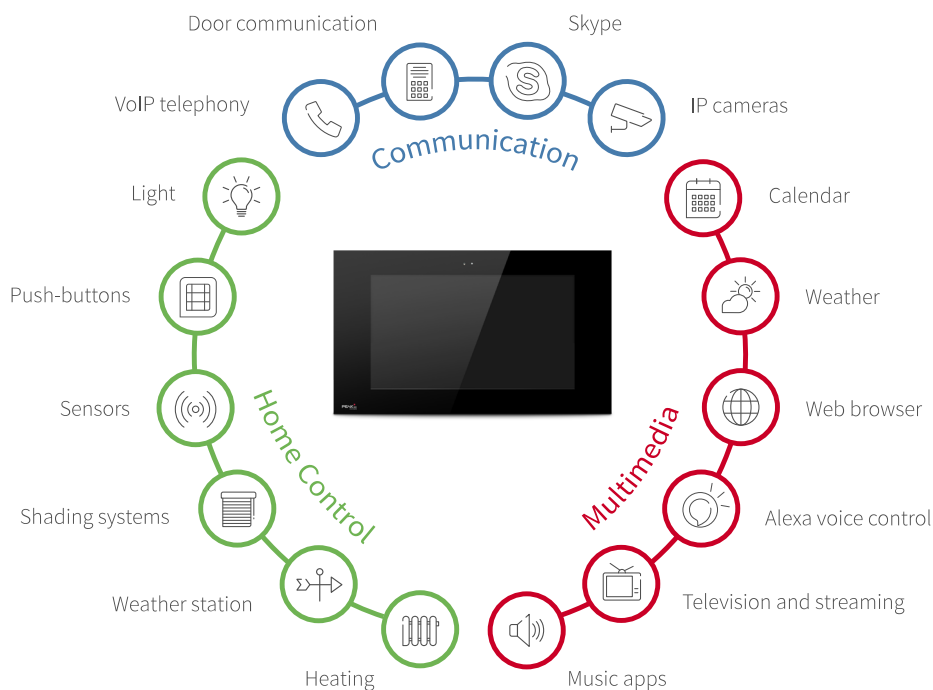 Door communication
Skype
VoIP telephony
IP cameras
Communication
Light
Calendar
Push-buttons
Weather
Sensors
Web browser
Home Control
Multimedia
Shading systems
Alexa voice control
Weather station
Television and streaming
Heating
Music apps